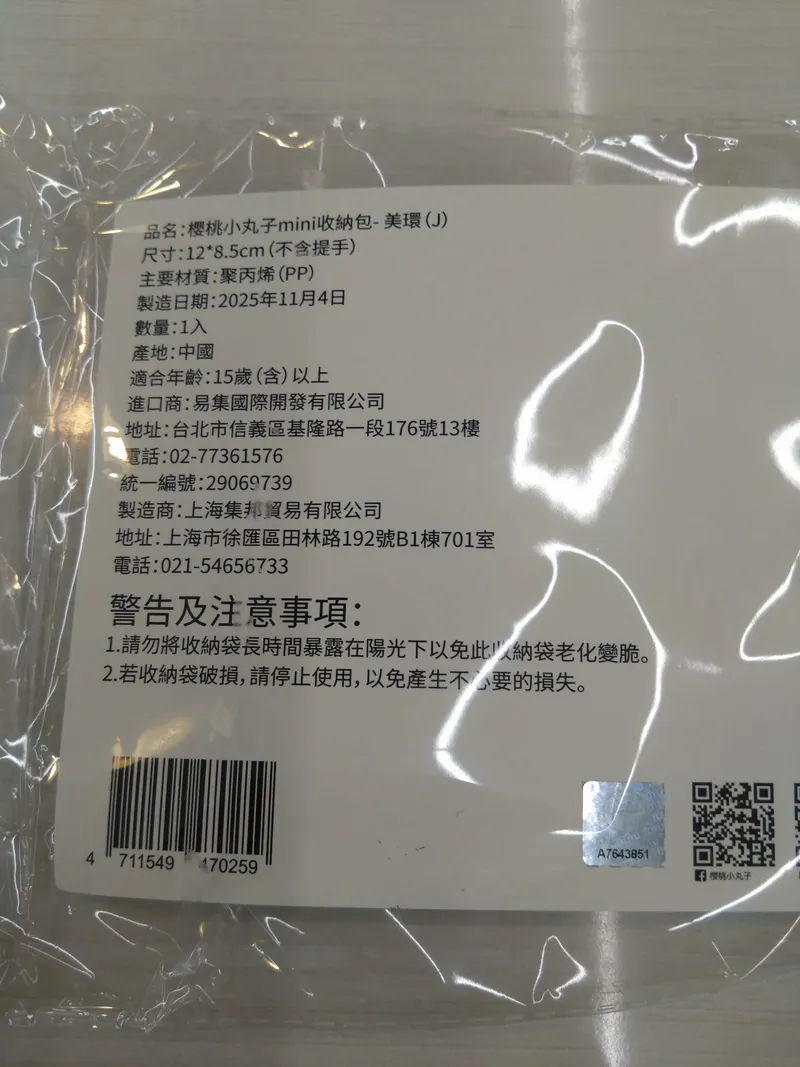 品名:櫻桃小丸子mini收納包- 美環(J)
尺寸:12*8.5cm(不含提手)
主要材質:聚丙烯(PP)
製造日期:2025年11月4日
數量:1入
產地:中國
適合年齡:15歲(含)以上
進口商:易集國際開發有限公司
地址:台北市信義區基隆路一段176號13樓
電話:02-77361576
統一編號:29069739
製造商:上海集邦貿易有限公司
地址:上海市徐匯區田林路192號B1棟701室
電話:021-54656733
警告及注意事項:
1.請勿將收納袋長時間暴露在陽光下以免此收納袋老化變脆。
2.若收納袋破損,請停止使用,以免產生不必要的損失。
4 711549 470259
A7643851
櫻桃小丸子